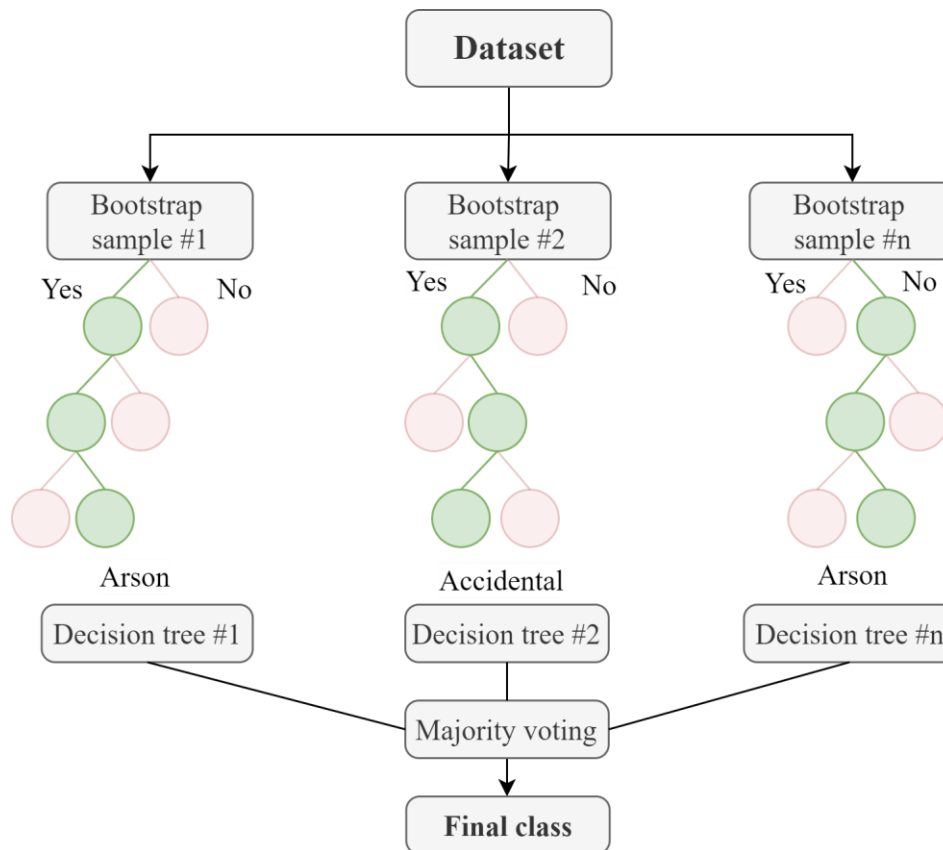 Dataset
Bootstrap
sample #1
Bootstrap
sample #2
Bootstrap
sample #n
Yes
No
Yes
No
Yes
No
Arson
Accidental
Arson
Decision tree #1
Decision tree #2
Decision tree #n
Majority voting
Final class